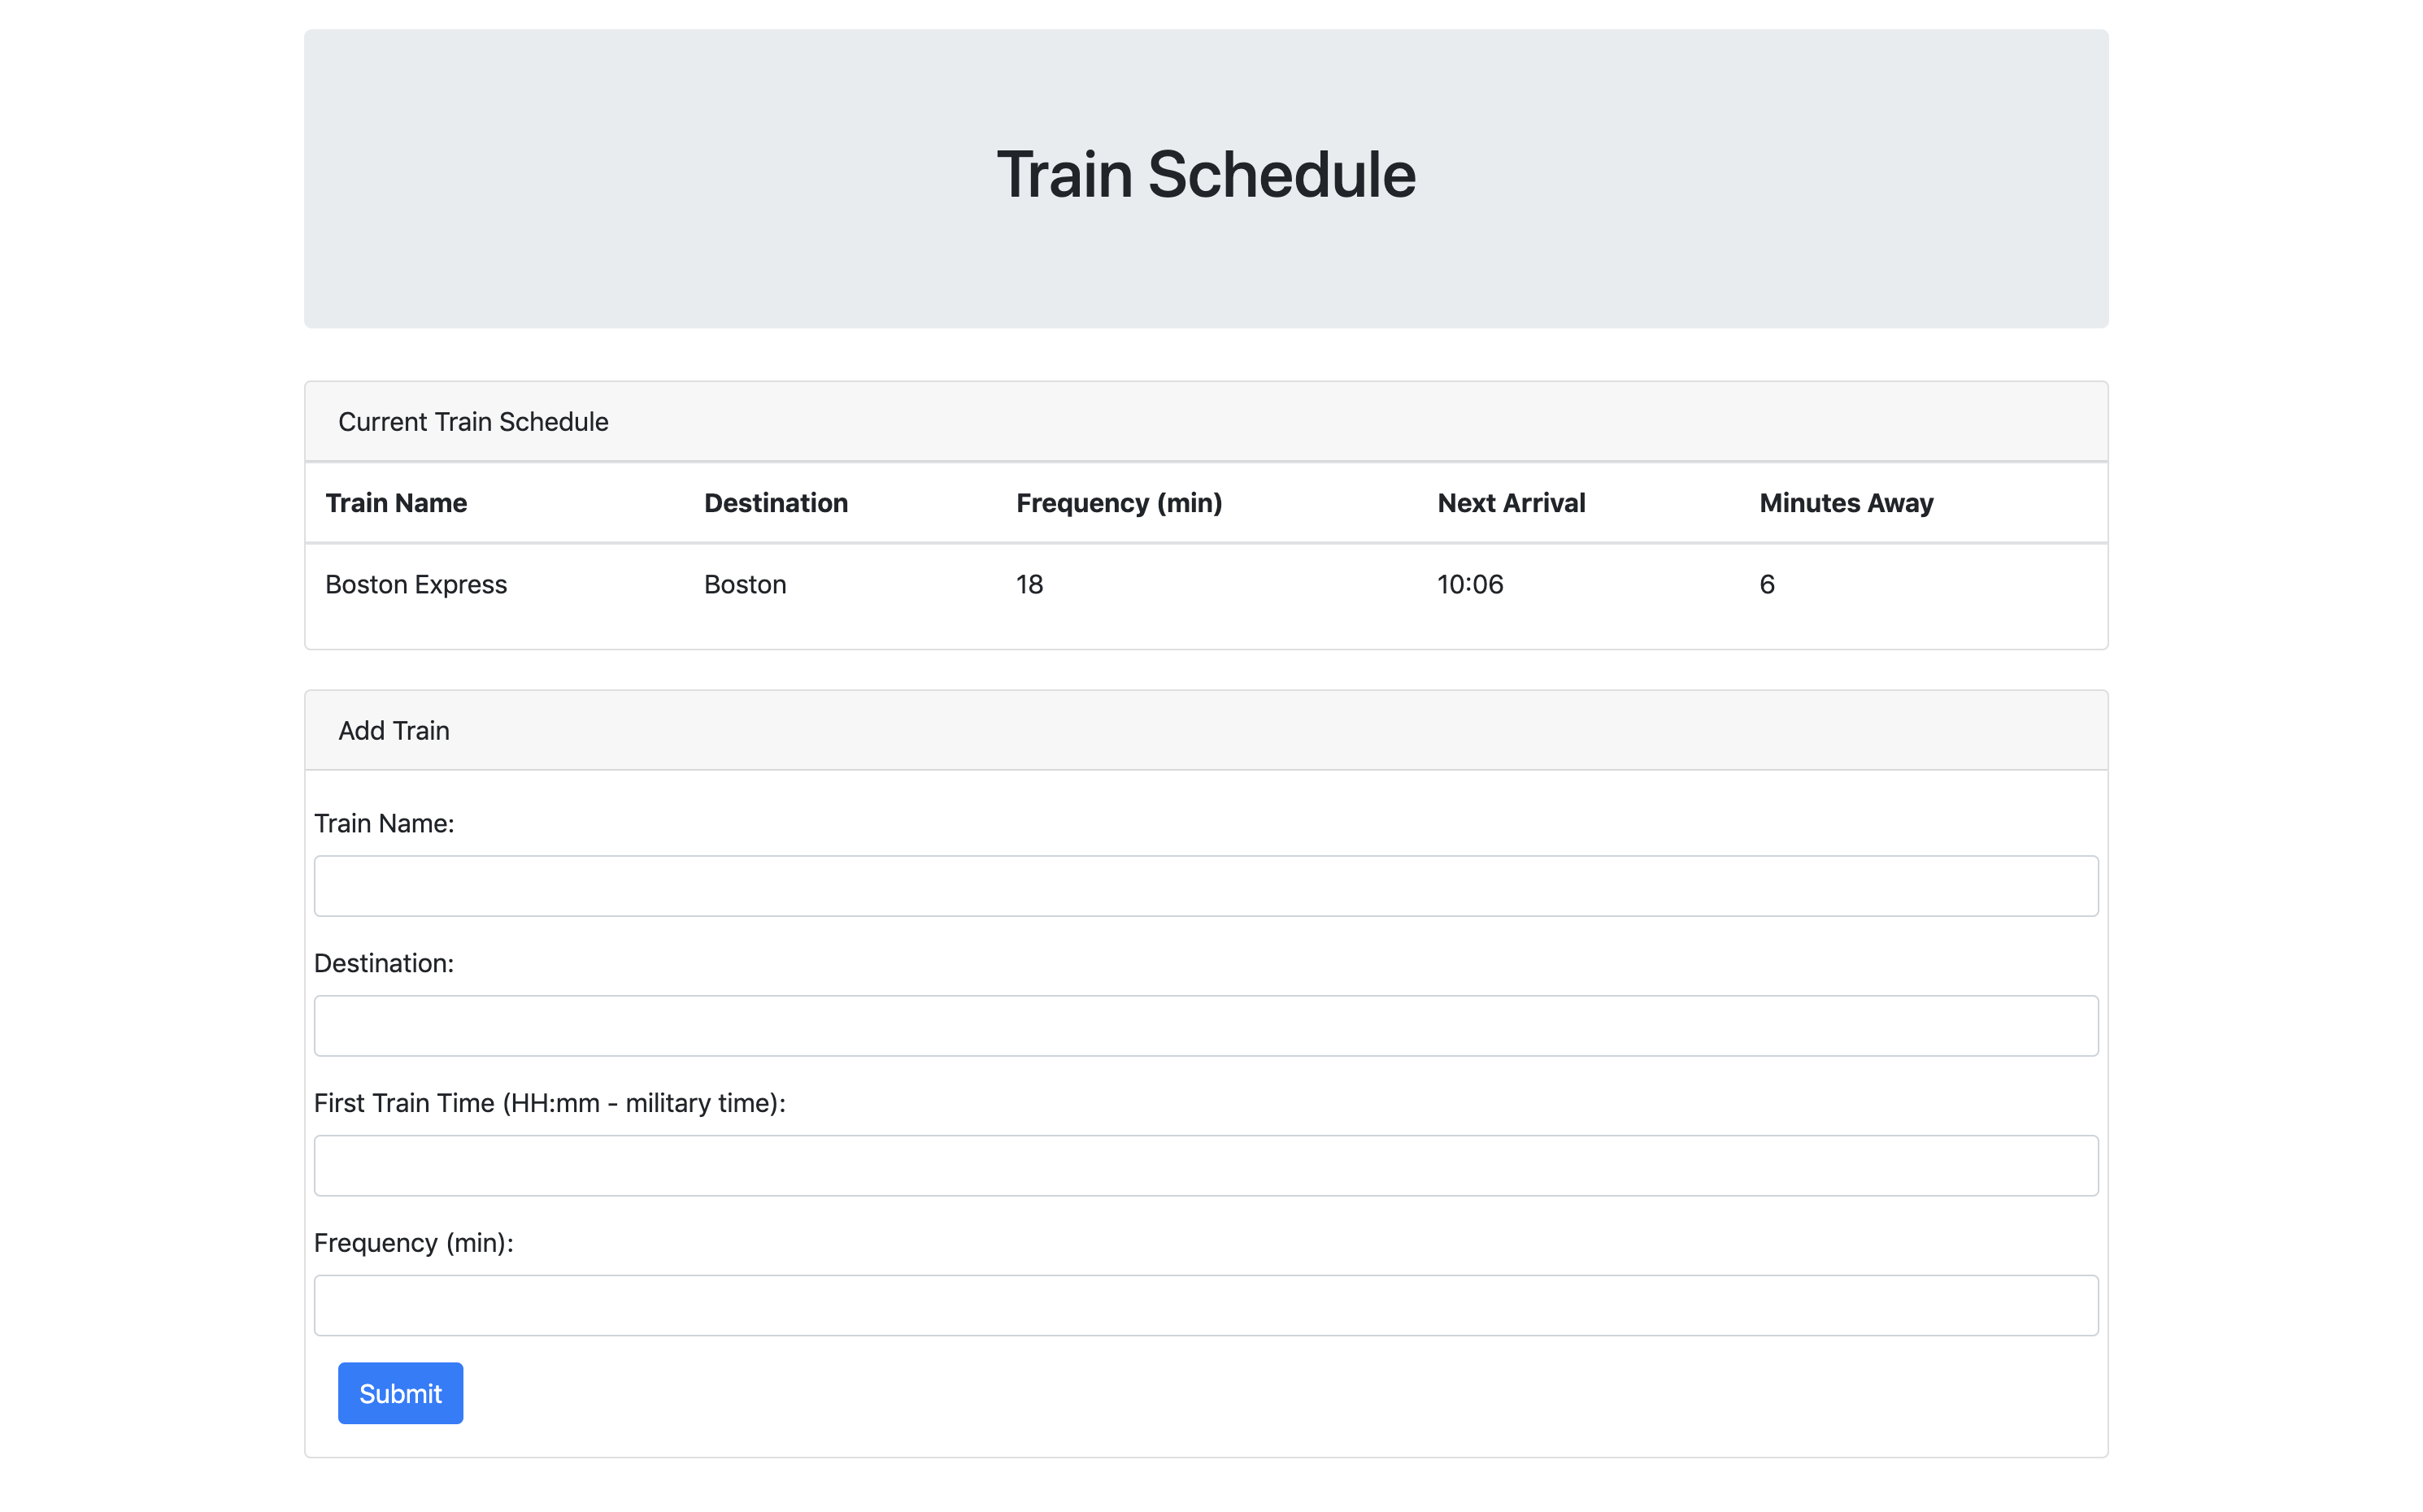 Train Schedule
Current Train Schedule
Train Name Destination Frequency (min) Next Arrival Minutes Away
Boston Express Boston 18 10:06 6
Add Train
Train Name:
Destination:
First Train Time (HH:mm - military time):
Frequency (min):
Submit